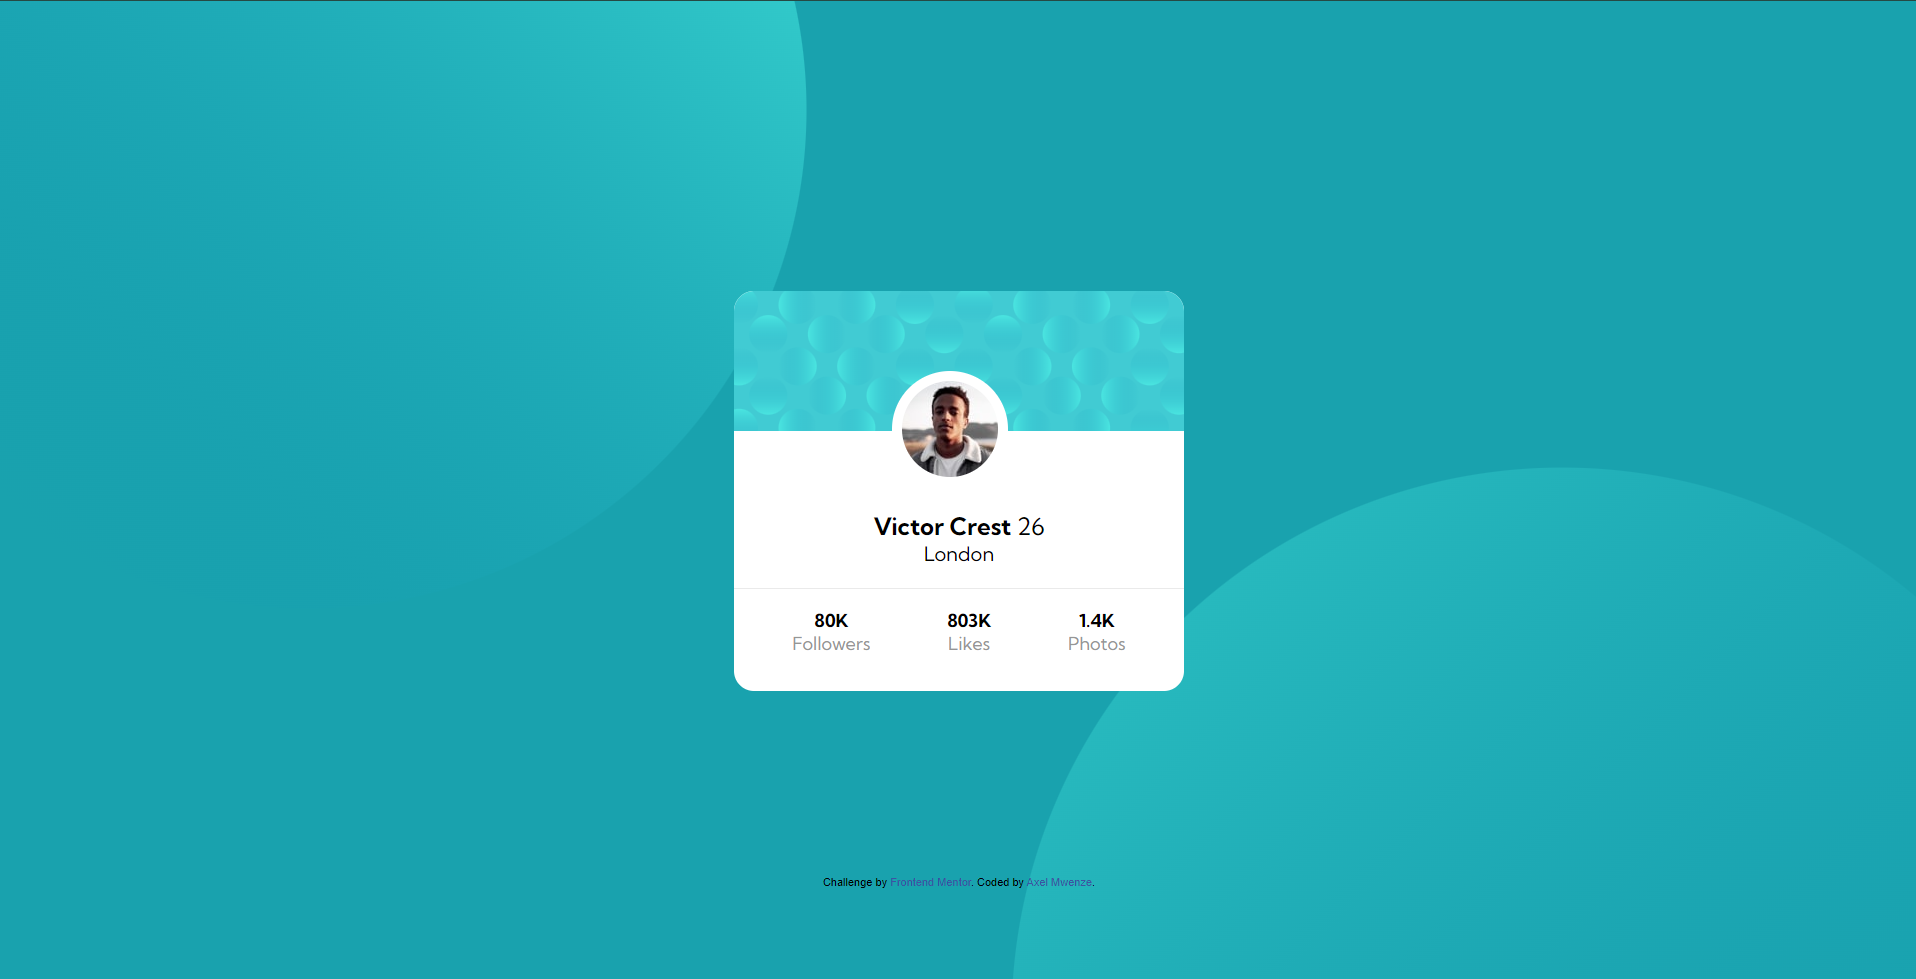 Victor Crest 26
London
80K 803K 1.4K
Followers Likes Photos
Challenge by Frontend Mentor. Coded by Axel Mwenze.